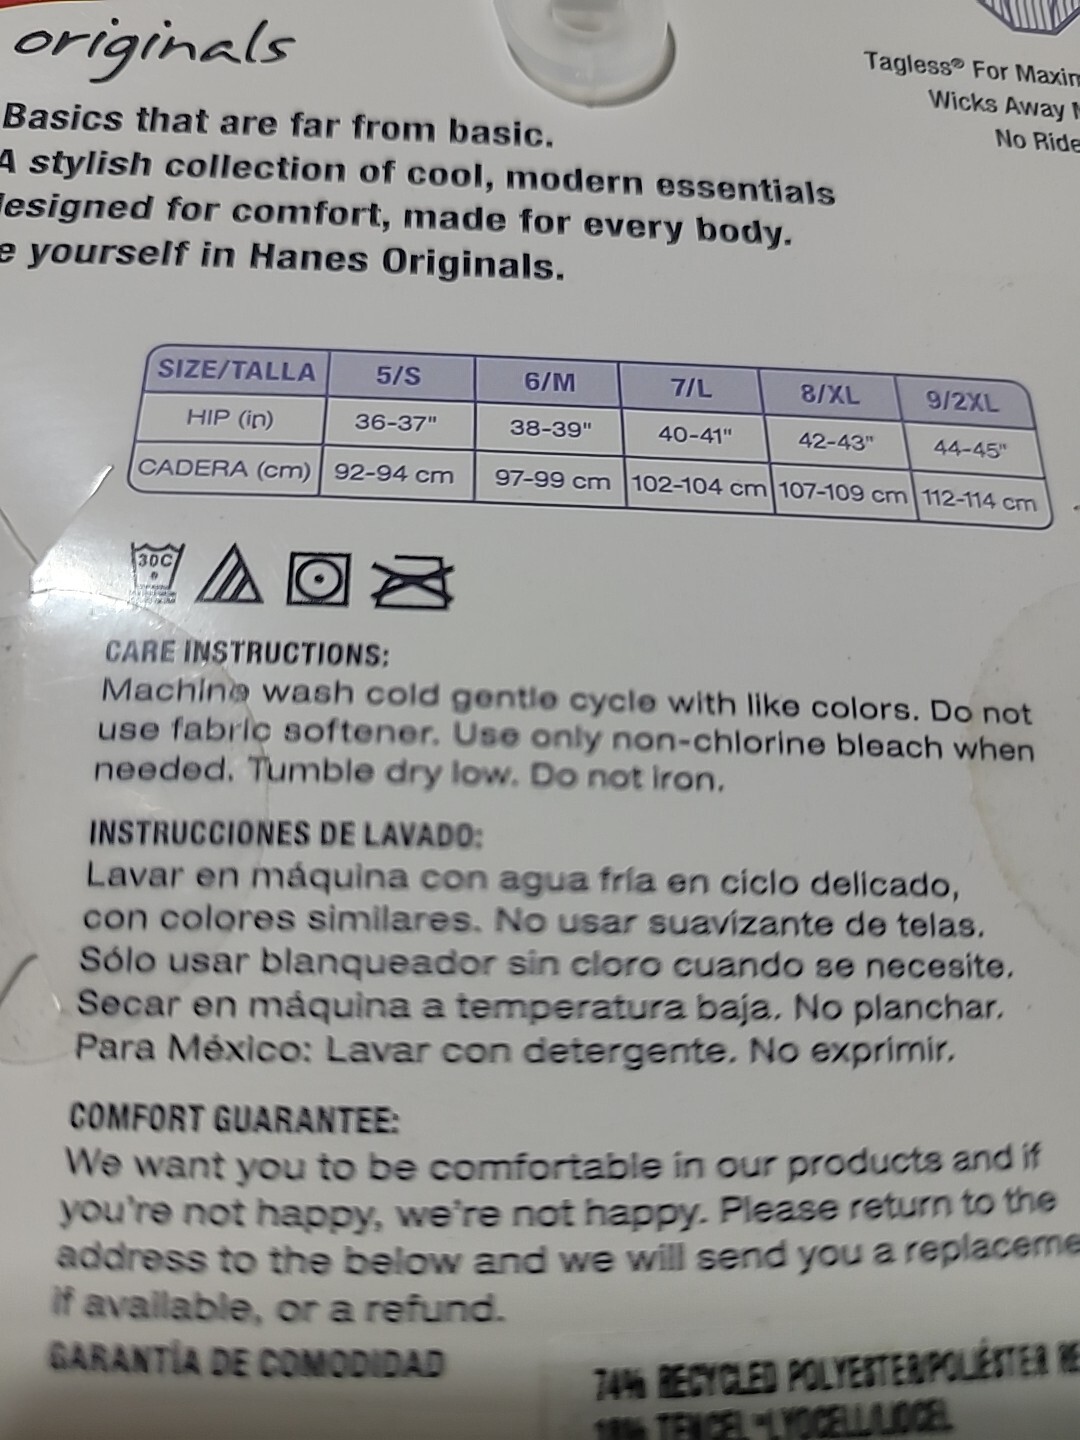 originals
Tagless® For
Wicks Away
No Ride
Basics that are far from basic.
A stylish collection of cool, modern essentials
designed for comfort, made for every body.
yourself in Hanes Originals.
SIZE/TALLA 5/S 6/M 7/L 8/XL 9/2XL
HIP (in) 36-37" 38-39" 40-41" 42-43" 44-45"
CADERA (cm) 92-94 cm 97-99 cm 102-104 cm 107-109 cm 112-114 cm
30C
CARE INSTRUCTIONS:
Machine wash cold gentle cycle with like colors. Do not
use fabric softener. Use only non-chlorine bleach when
needed. Tumble dry low. Do not iron.
INSTRUCCIONES DE LAVADO:
Lavar en máquina con agua fría en ciclo delicado,
con colores similares. No usar suavizante de telas.
Sólo usar blanqueador sin cloro cuando se necesite.
Secar en máquina a temperatura baja. No planchar.
Para México: Lavar con detergente. No exprimir.
COMFORT GUARANTEE:
We want you to be comfortable in our products and if
you're not happy, we're not happy. Please return to the
address to the below and we will send you a replaceme
if available, or a refund.
GARANTÍA DE COMODIDAD
74% RECYCLED POLYESTER/POLIÉSTER RE
TENCEL™LYOCELL/LIOCEL